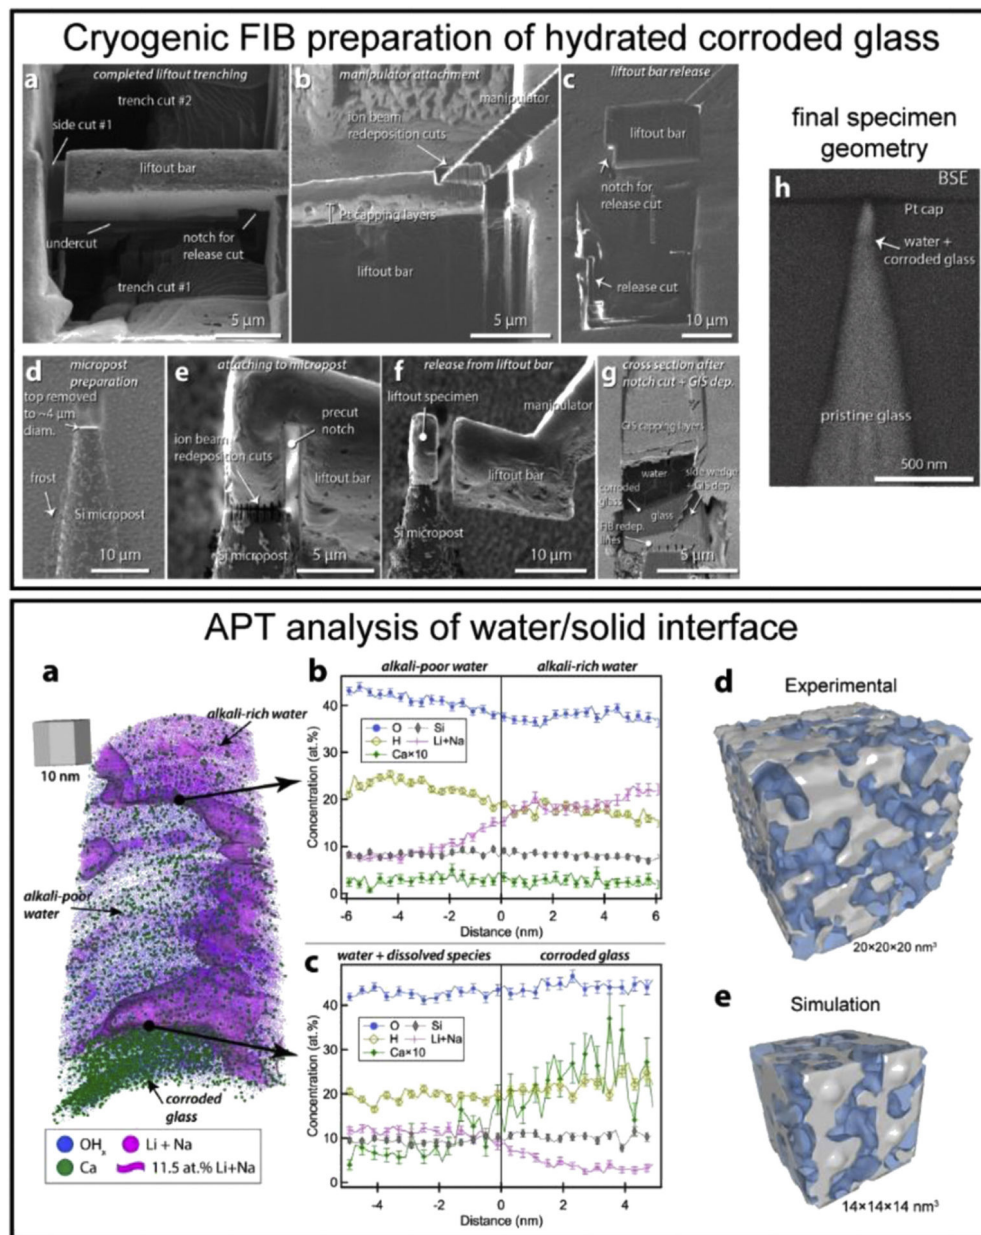 Cryogenic FIB preparation of hydrated corroded glass
a
completed liftout trenching
trench cut #2
side cut #1
liftout bar
undercut
notch for
release cut
trench cut #1
5 µm
b
manipulator attachment
manipulator
ion beam
redeposition cuts
Pt capping layers
liftout bar
5 µm
c
liftout bar release
liftout bar
notch for
release cut
release cut
10 µm
final specimen
geometry
h
BSE
Pt cap
water +
corroded glass
pristine glass
500 nm
d
micropost
preparation
top removed
to ~4 µm
diam.
frost
Si micropost
10 µm
e
attaching to micropost
precut
notch
ion beam
redeposition cuts
liftout bar
Si micropost
5 µm
f
release from liftout bar
liftout specimen
manipulator
liftout bar
Si micropost
10 µm
g
cross section after
notch cut + GIS dep.
GIS capping layers
water
side wedge
+ GIS dep.
corroded
glass
glass
FIB redep.
lines
5 µm
APT analysis of water/solid interface
a
alkali-rich water
10 nm
alkali-poor
water
corroded
glass
OHx
Li + Na
Ca
11.5 at.% Li+Na
b
alkali-poor water
alkali-rich water
Concentration (at.%)
40
30
20
10
0
O
Si
H
Li+Na
Ca×10
-6
-4
-2
0
2
4
6
Distance (nm)
c
water + dissolved species
corroded glass
Concentration (at.%)
40
30
20
10
0
O
Si
H
Li+Na
Ca×10
-4
-2
0
2
4
Distance (nm)
d
Experimental
20×20×20 nm³
e
Simulation
14×14×14 nm³